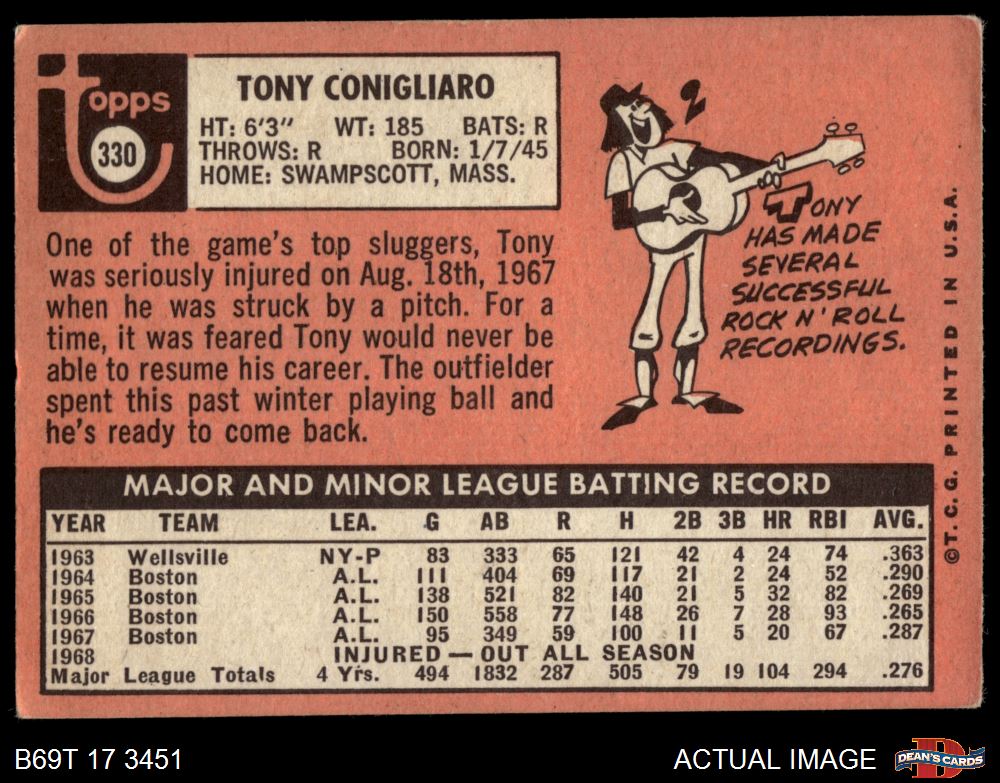 Topps
330
TONY CONIGLIARO
HT: 6'3" WT: 185 BATS: R
THROWS: R BORN: 1/7/45
HOME: SWAMPSCOTT, MASS.
One of the game's top sluggers, Tony
was seriously injured on Aug. 18th, 1967
when he was struck by a pitch. For a
time, it was feared Tony would never be
able to resume his career. The outfielder
spent this past winter playing ball and
he's ready to come back.
TONY
HAS MADE
SEVERAL
SUCCESSFUL
ROCK N' ROLL
RECORDINGS.
©T.C.G. PRINTED IN U.S.A.
MAJOR AND MINOR LEAGUE BATTING RECORD
YEAR TEAM LEA. G AB R H 2B 3B HR RBI AVG.
1963 Wellsville NY-P 83 333 65 121 42 4 24 74 .363
1964 Boston A.L. 111 404 69 117 21 2 24 52 .290
1965 Boston A.L. 138 521 82 140 21 5 32 82 .269
1966 Boston A.L. 150 558 77 148 26 7 28 93 .265
1967 Boston A.L. 95 349 59 100 11 5 20 67 .287
1968 INJURED — OUT ALL SEASON
Major League Totals 4 Yrs. 494 1832 287 505 79 19 104 294 .276
B69T 17 3451
ACTUAL IMAGE
D
DEAN'S CARDS